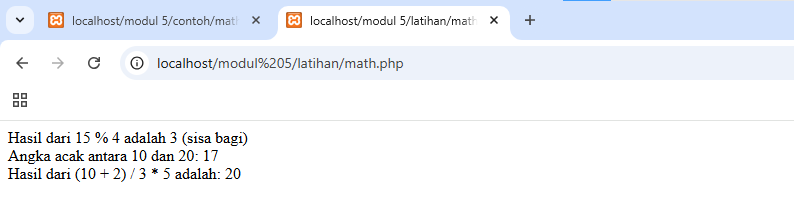 localhost/modul 5/contoh/mat
localhost/modul 5/latihan/math
localhost/modul%205/latihan/math.php
Hasil dari 15 % 4 adalah 3 (sisa bagi)
Angka acak antara 10 dan 20: 17
Hasil dari (10 + 2) / 3 * 5 adalah: 20